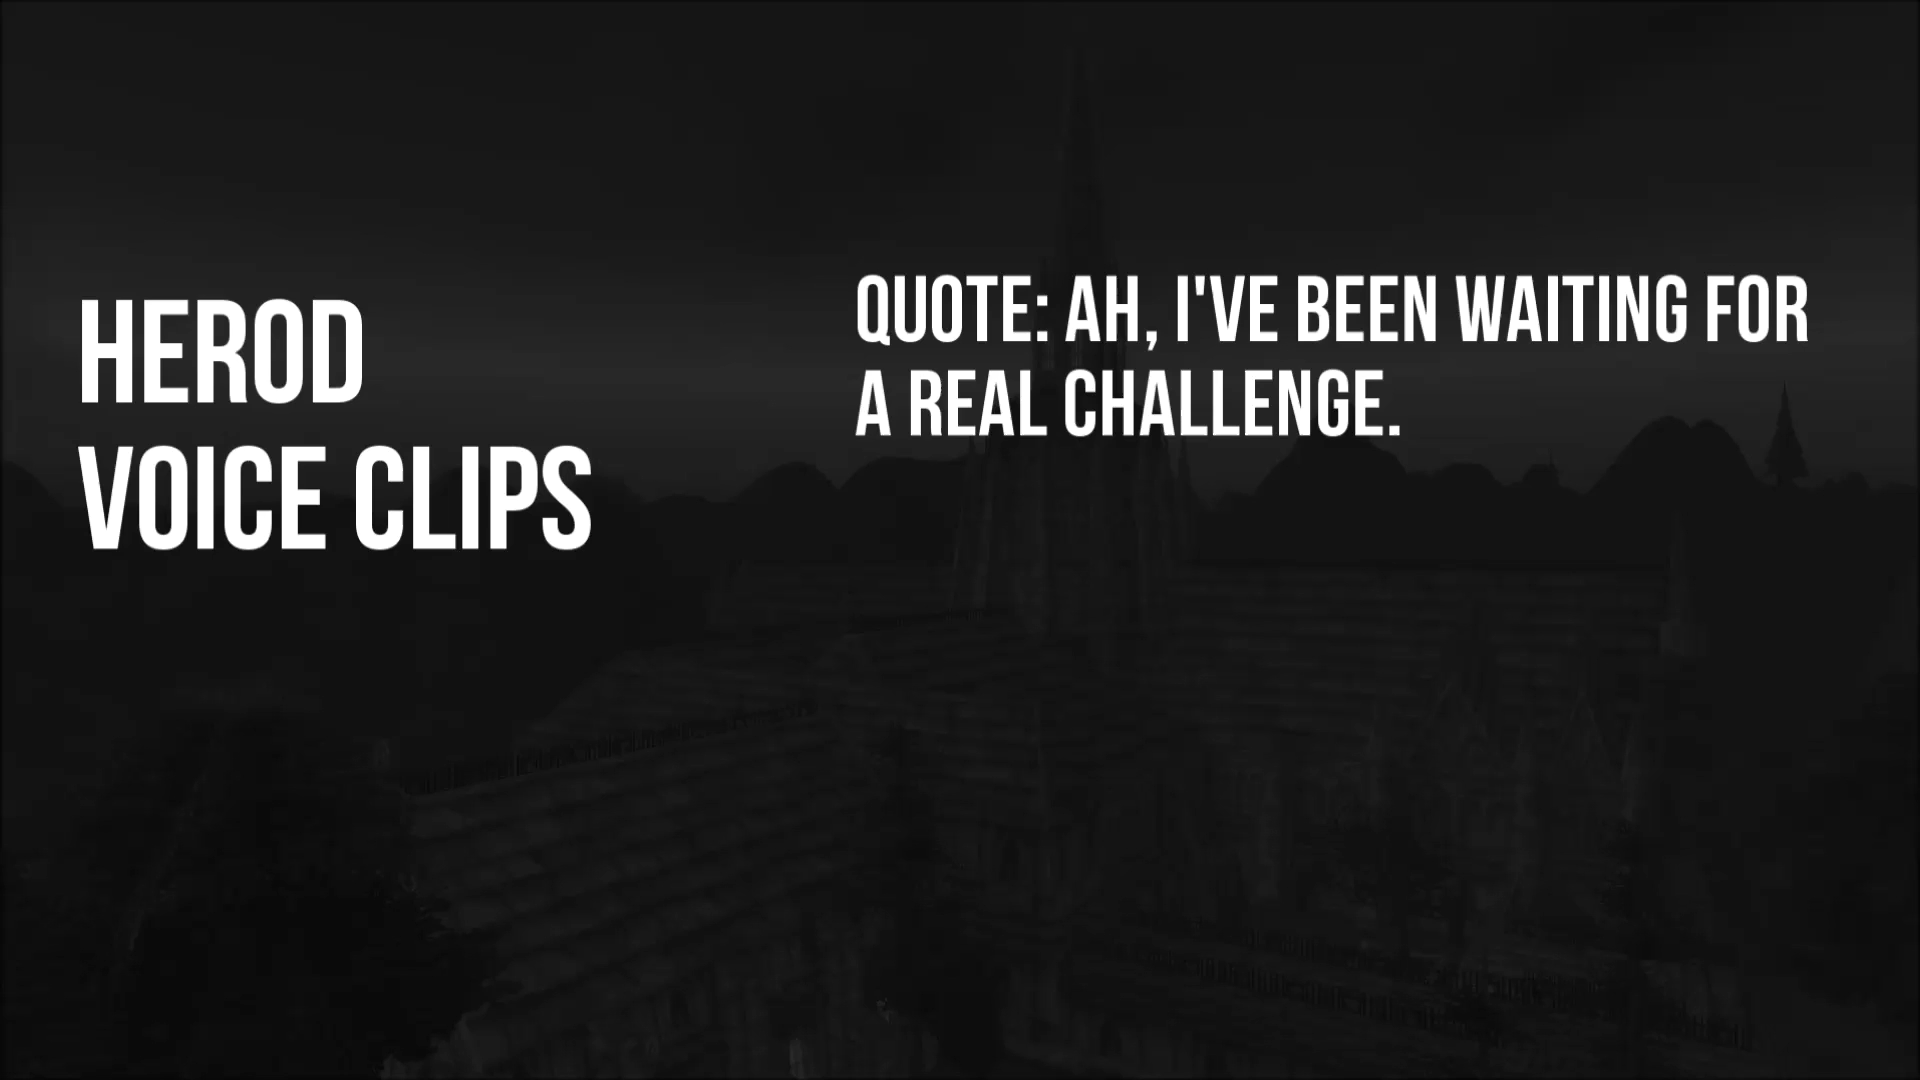 HEROD
VOICE CLIPS
QUOTE: AH, I'VE BEEN WAITING FOR
A REAL CHALLENGE.